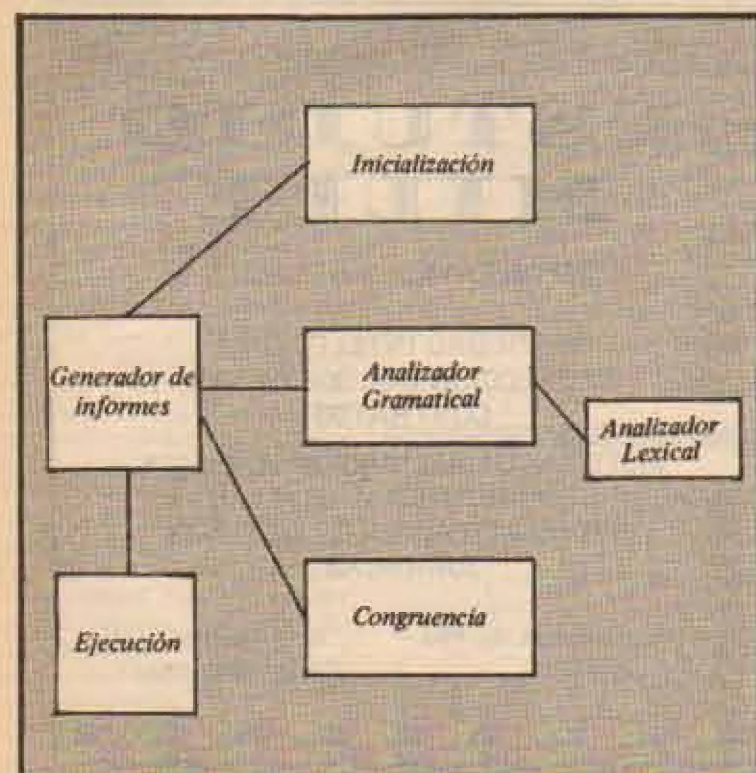 Inicialización
Generador de
informes
Analizador
Gramatical
Analizador
Lexical
Ejecución
Congruencia